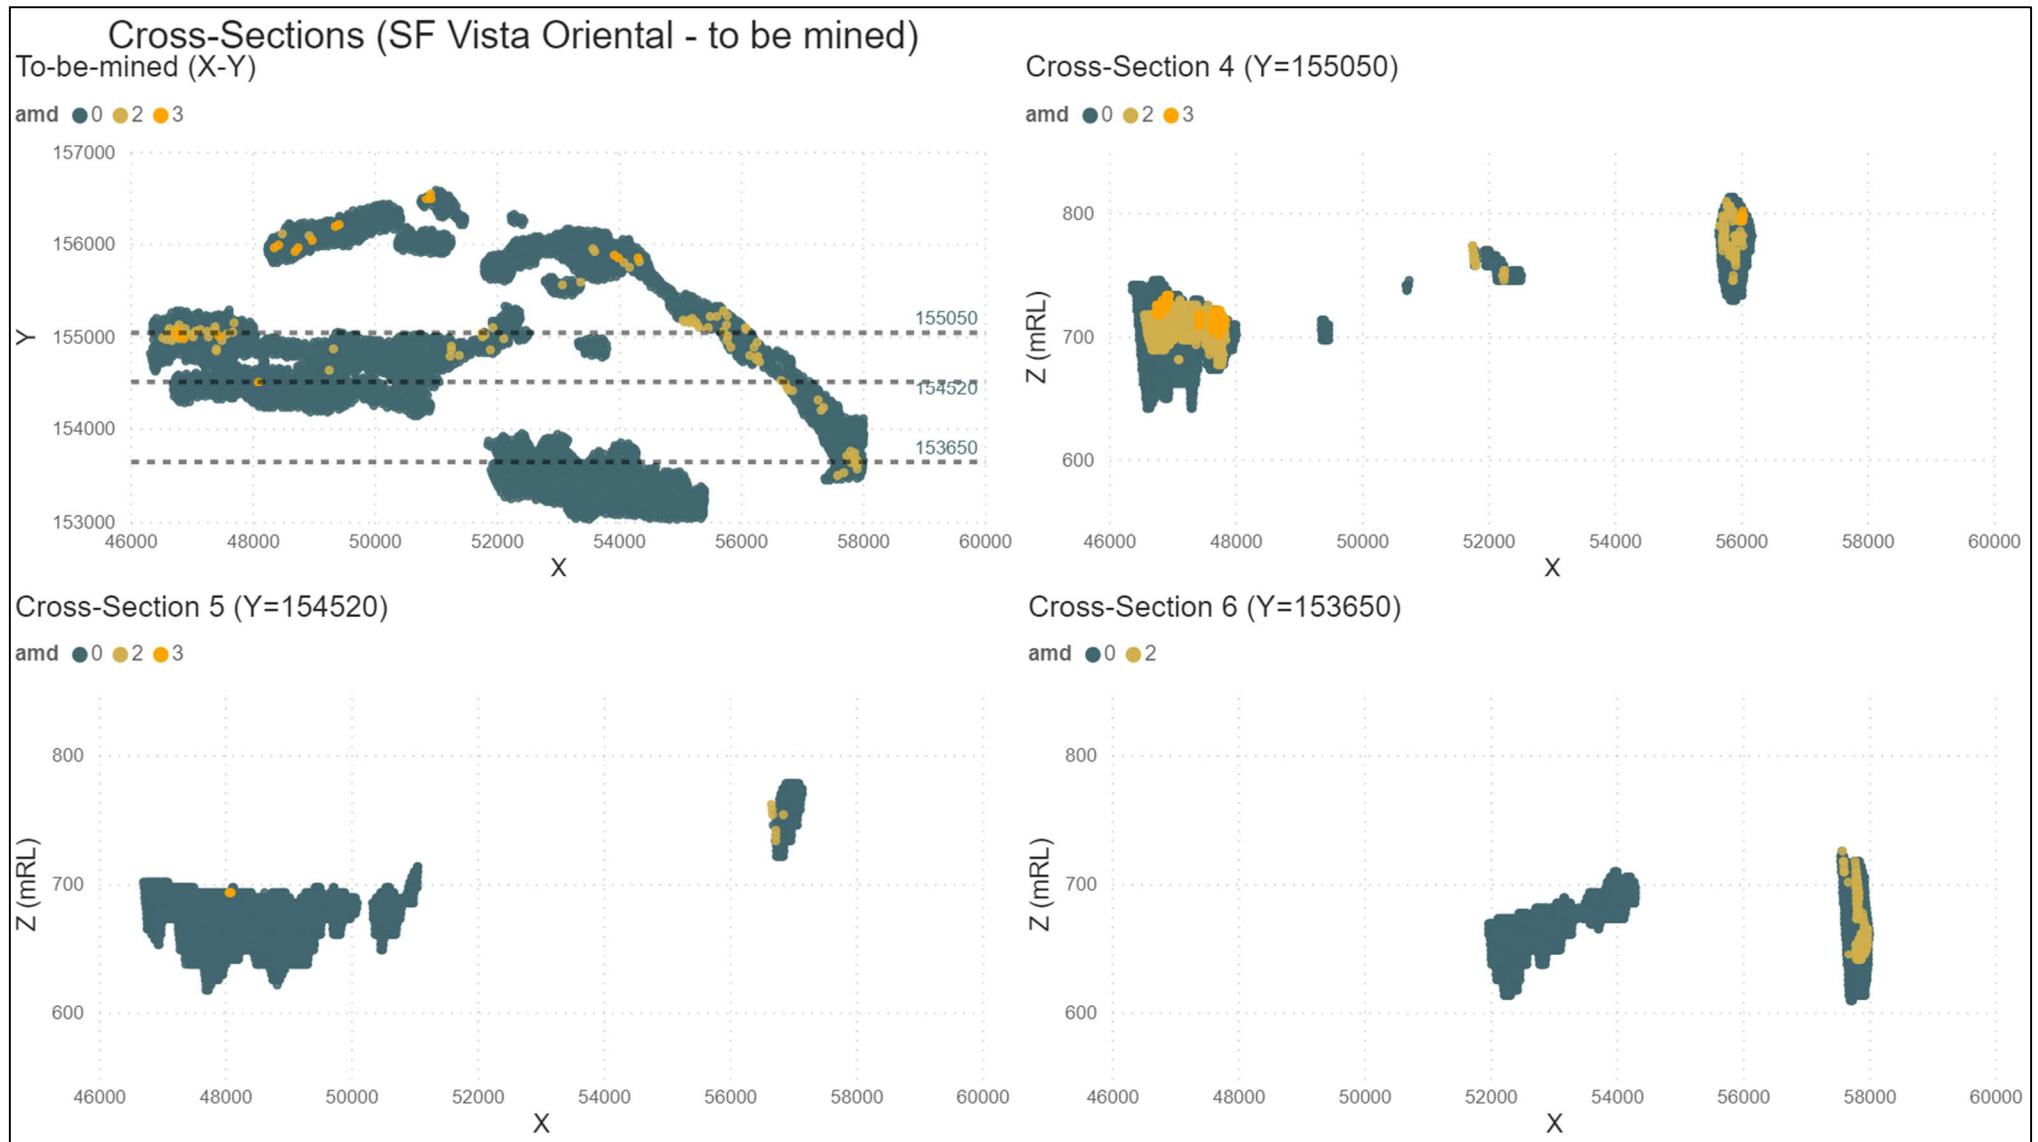 Cross-Sections (SF Vista Oriental - to be mined)
To-be-mined (X-Y)
amd 0 2 3
157000
156000
155000
154000
153000
Y
155050
154520
153650
46000 48000 50000 52000 54000 56000 58000 60000
X
Cross-Section 4 (Y=155050)
amd 0 2 3
800
700
600
Z (mRL)
46000 48000 50000 52000 54000 56000 58000 60000
X
Cross-Section 5 (Y=154520)
amd 0 2 3
800
700
600
Z (mRL)
46000 48000 50000 52000 54000 56000 58000 60000
X
Cross-Section 6 (Y=153650)
amd 0 2
800
700
600
Z (mRL)
46000 48000 50000 52000 54000 56000 58000 60000
X